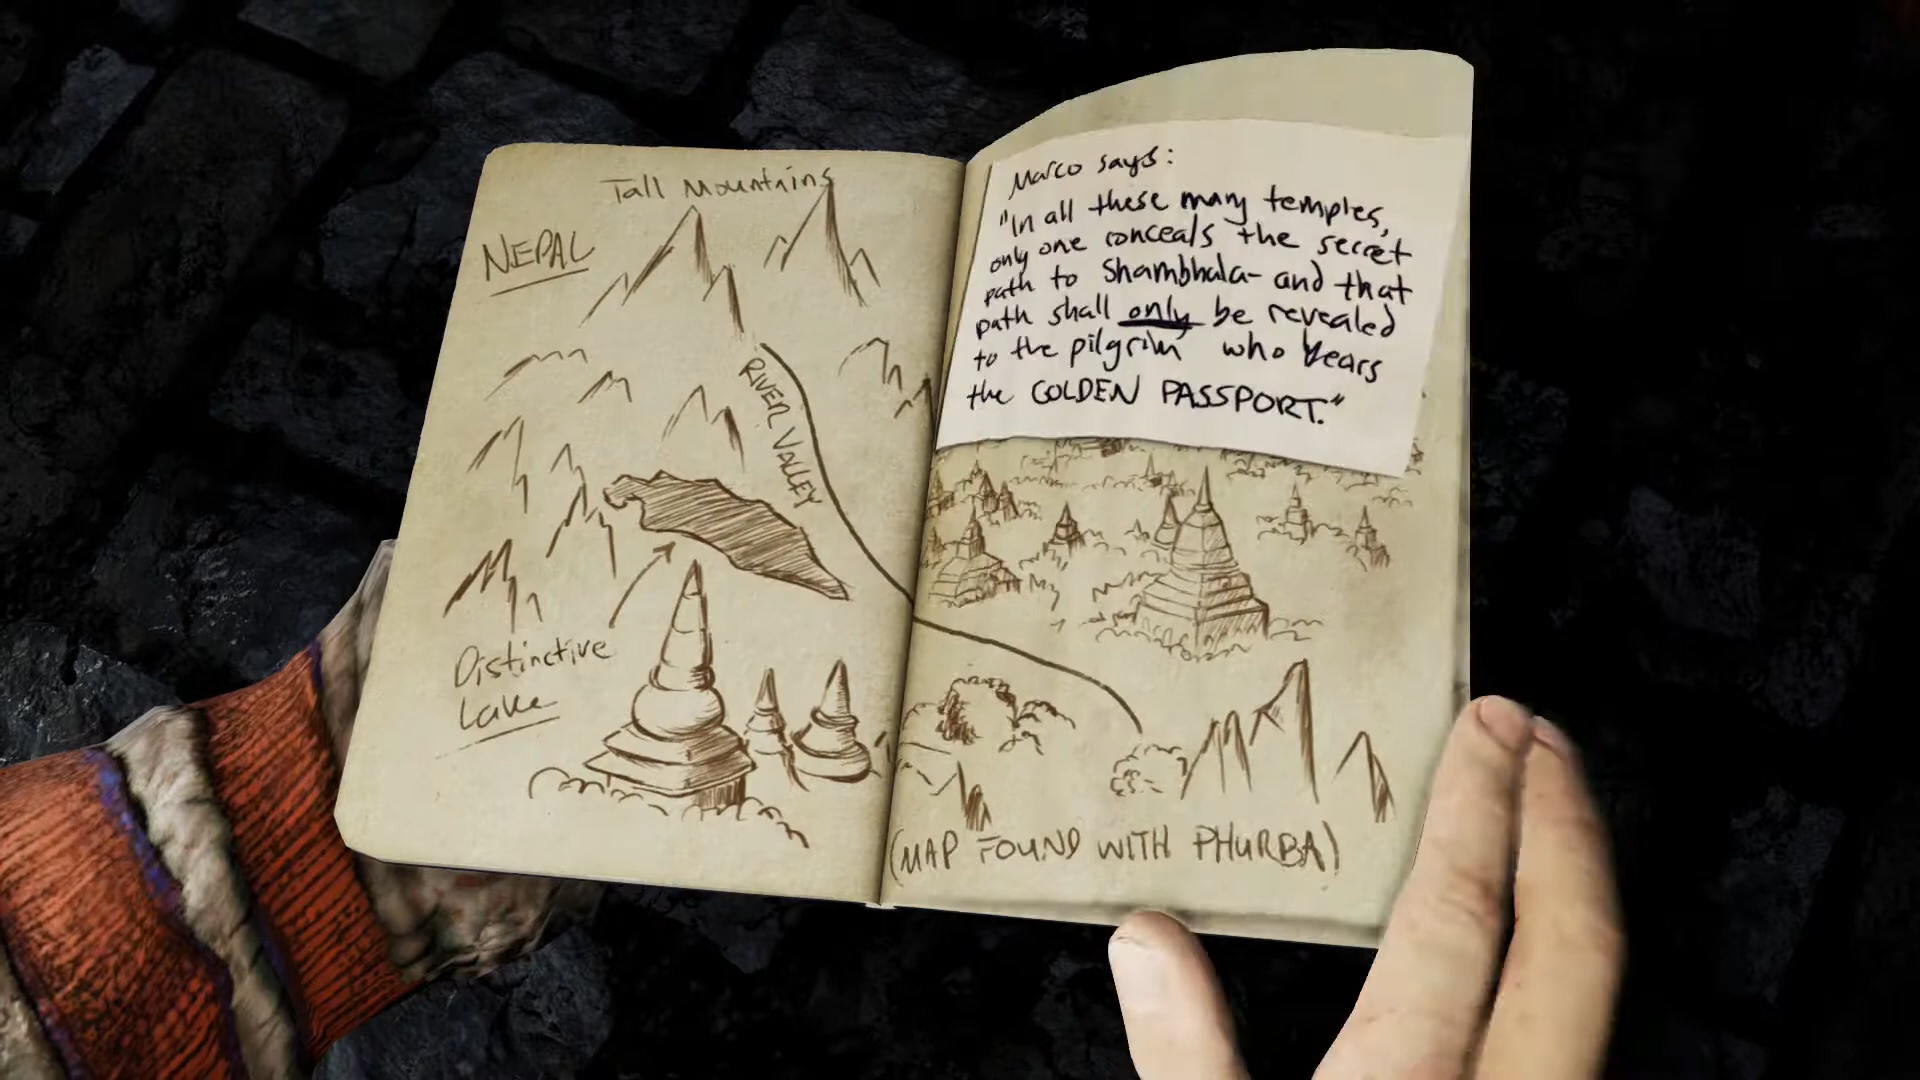 Tall Mountains
NEPAL
RIVER VALLEY
Distinctive
Lake
Marco says:
"In all these many temples,
only one conceals the secret
path to Shambhala- and that
path shall only be revealed
to the pilgrim who bears
the GOLDEN PASSPORT."
(MAP FOUND WITH PHURBA)